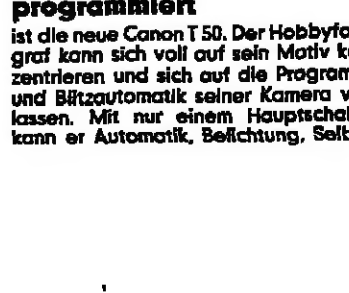 programmiert
ist die neue Canon T 50. Der Hobbyfo
graf kann sich voll auf sein Motiv k
zentrieren und sich auf die Program
und Blitzautomatik seiner Kamera v
lassen. Mit nur einem Hauptschal
kann er Automatik, Belichtung, Selb